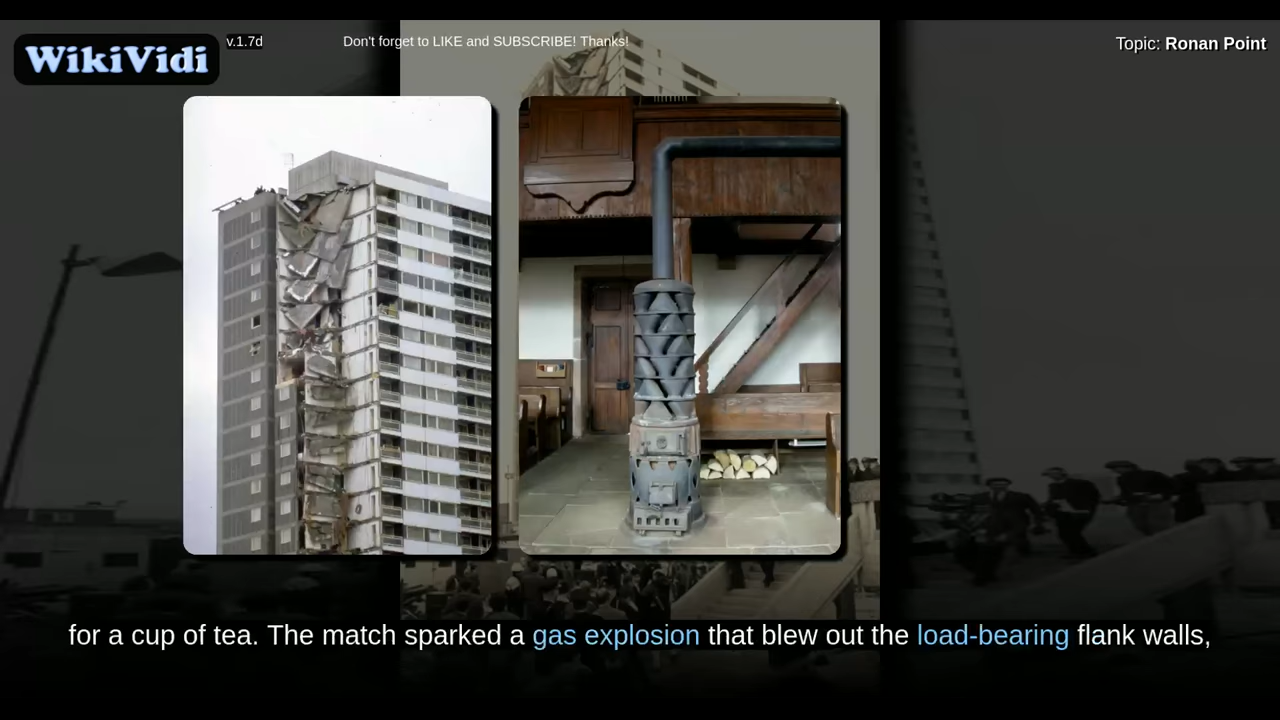 WikiVidi
v.1.7d
Don't forget to LIKE and SUBSCRIBE! Thanks!
Topic: Ronan Point
for a cup of tea. The match sparked a gas explosion that blew out the load-bearing flank walls,